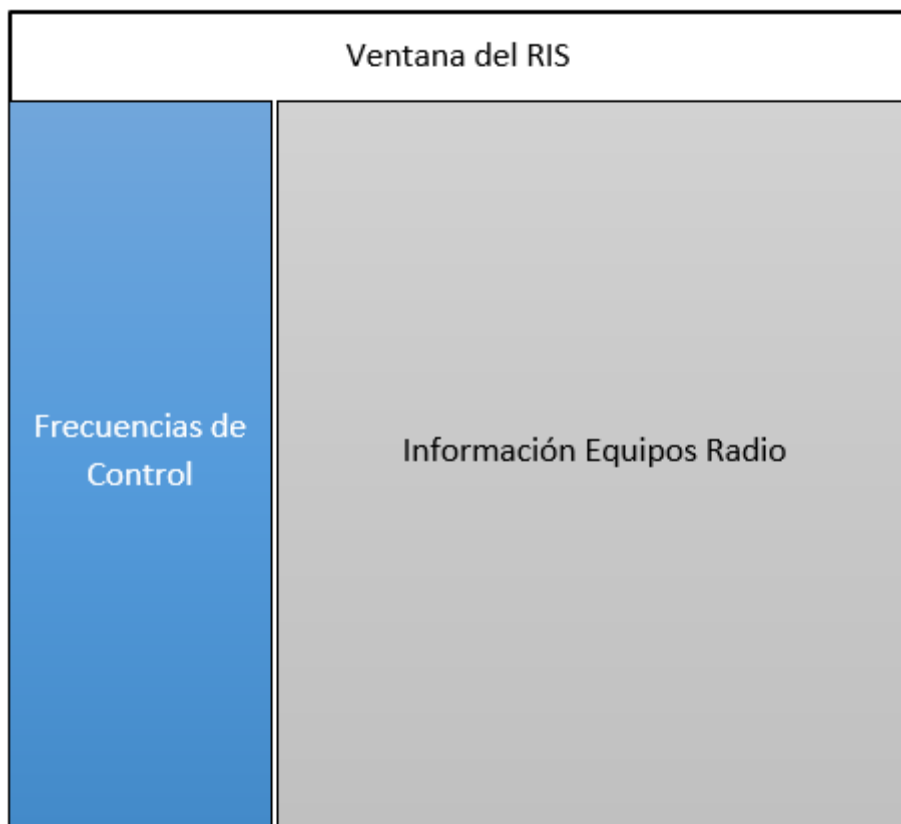 Ventana del RIS
Frecuencias de
Control
Información Equipos Radio